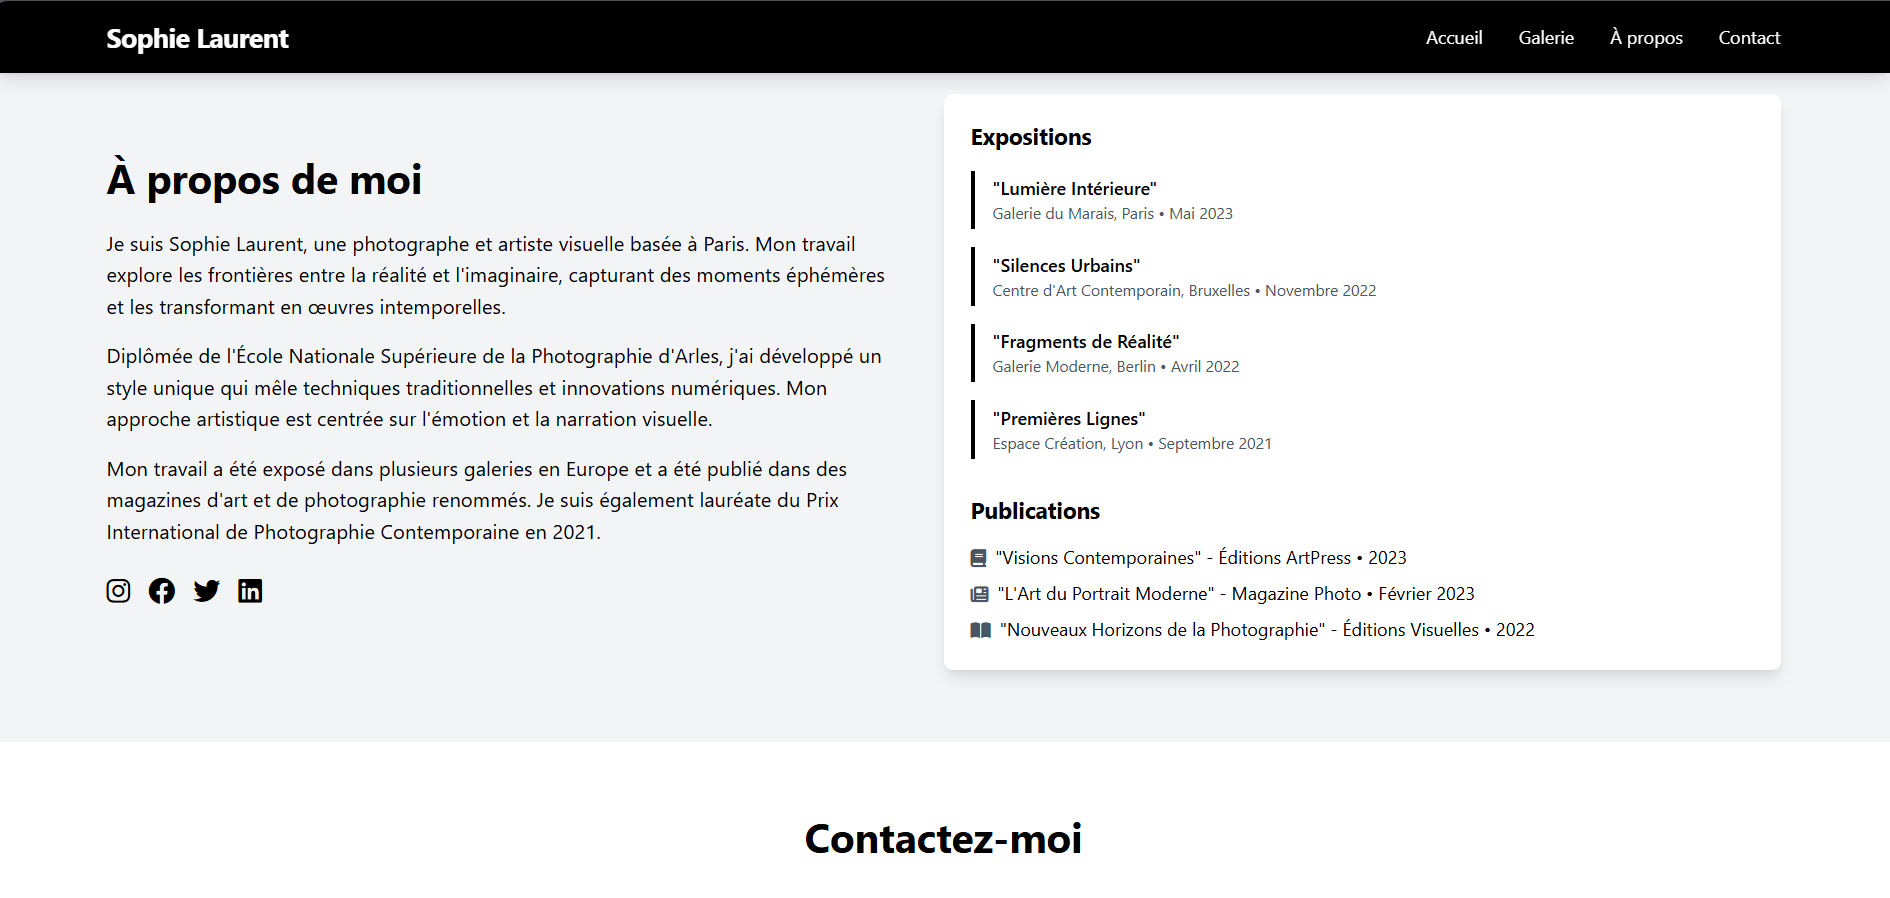 Sophie Laurent
Accueil
Galerie
À propos
Contact
À propos de moi
Je suis Sophie Laurent, une photographe et artiste visuelle basée à Paris. Mon travail
explore les frontières entre la réalité et l'imaginaire, capturant des moments éphémères
et les transformant en œuvres intemporelles.
Diplômée de l'École Nationale Supérieure de la Photographie d'Arles, j'ai développé un
style unique qui mêle techniques traditionnelles et innovations numériques. Mon
approche artistique est centrée sur l'émotion et la narration visuelle.
Mon travail a été exposé dans plusieurs galeries en Europe et a été publié dans des
magazines d'art et de photographie renommés. Je suis également lauréate du Prix
International de Photographie Contemporaine en 2021.
Expositions
"Lumière Intérieure"
Galerie du Marais, Paris • Mai 2023
"Silences Urbains"
Centre d'Art Contemporain, Bruxelles • Novembre 2022
"Fragments de Réalité"
Galerie Moderne, Berlin • Avril 2022
"Premières Lignes"
Espace Création, Lyon • Septembre 2021
Publications
"Visions Contemporaines" - Éditions ArtPress • 2023
"L'Art du Portrait Moderne" - Magazine Photo • Février 2023
"Nouveaux Horizons de la Photographie" - Éditions Visuelles • 2022
Contactez-moi